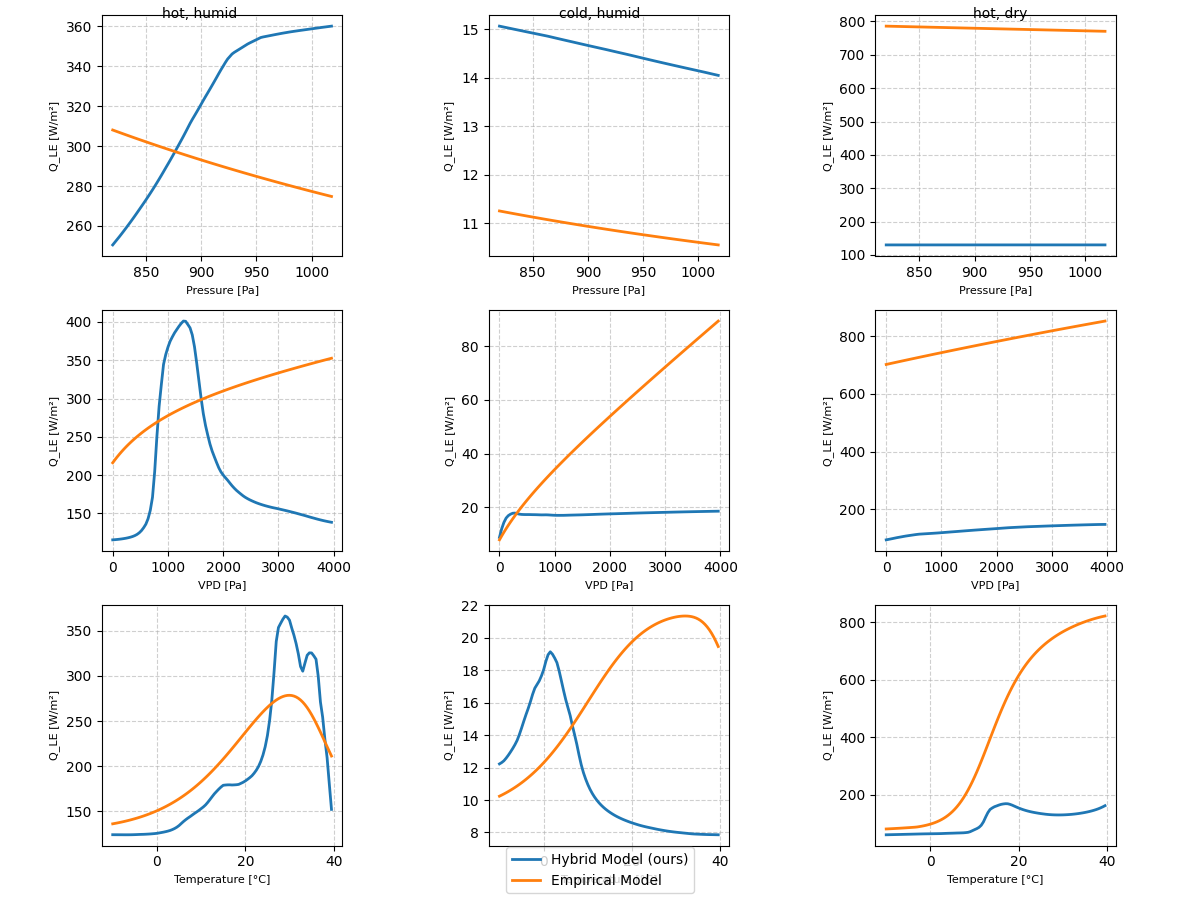 hot, humid
cold, humid
hot, dry
360
340
320
300
280
260
Q_LE [W/m²]
850 900 950 1000
Pressure [Pa]
15
14
13
12
11
Q_LE [W/m²]
850 900 950 1000
Pressure [Pa]
800
700
600
500
400
300
200
100
Q_LE [W/m²]
850 900 950 1000
Pressure [Pa]
400
350
300
250
200
150
Q_LE [W/m²]
0 1000 2000 3000 4000
VPD [Pa]
80
60
40
20
Q_LE [W/m²]
0 1000 2000 3000 4000
VPD [Pa]
800
600
400
200
Q_LE [W/m²]
0 1000 2000 3000 4000
VPD [Pa]
350
300
250
200
150
Q_LE [W/m²]
0 20 40
Temperature [°C]
22
20
18
16
14
12
10
8
Q_LE [W/m²]
0 40
800
600
400
200
Q_LE [W/m²]
0 20 40
Temperature [°C]
Hybrid Model (ours)
Empirical Model